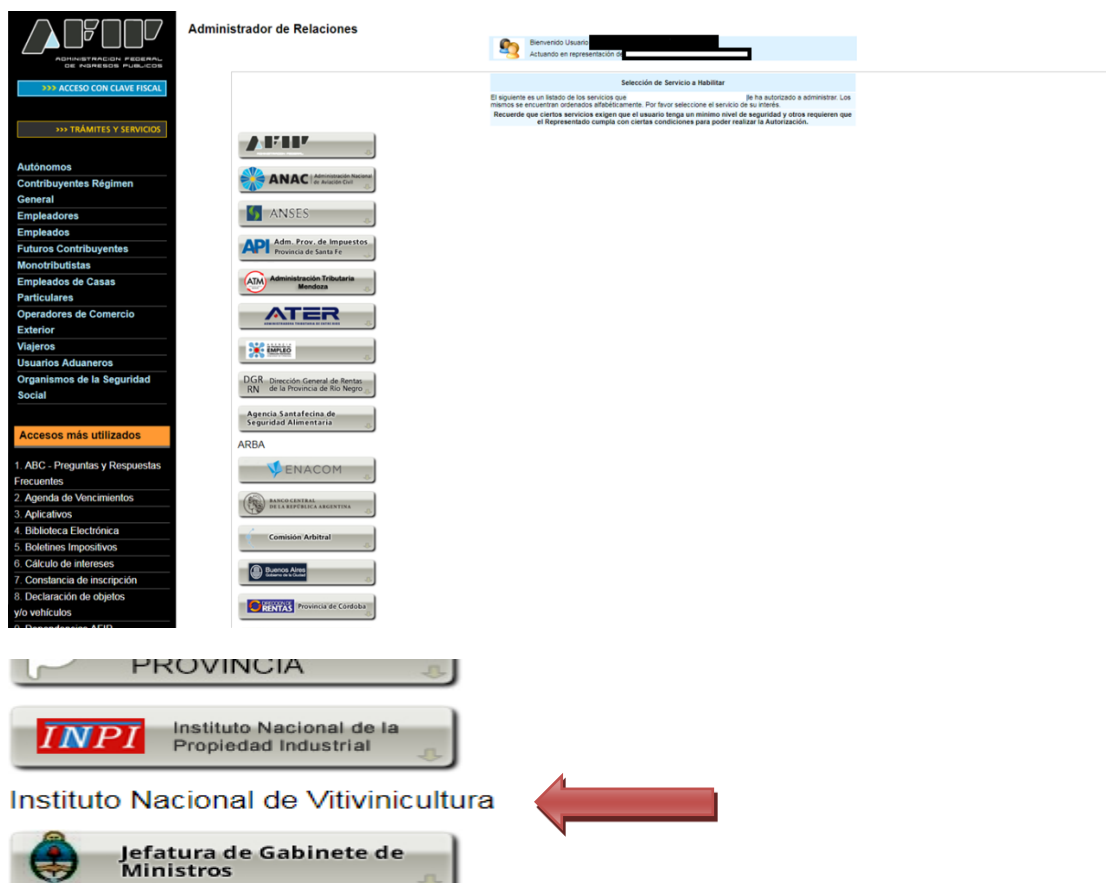 AFIP
ADMINISTRACION FEDERAL
DE INGRESOS PUBLICOS
>>> ACCESO CON CLAVE FISCAL
>>> TRÁMITES Y SERVICIOS
Autónomos
Contribuyentes Régimen
General
Empleadores
Empleados
Futuros Contribuyentes
Monotributistas
Empleados de Casas
Particulares
Operadores de Comercio
Exterior
Viajeros
Usuarios Aduaneros
Organismos de la Seguridad
Social
Accesos más utilizados
1. ABC - Preguntas y Respuestas
Frecuentes
2. Agenda de Vencimientos
3. Aplicativos
4. Biblioteca Electrónica
5. Boletines Impositivos
6. Cálculo de intereses
7. Constancia de inscripción
8. Declaración de objetos
y/o vehículos
9. Dependencias AFIP
Administrador de Relaciones
Bienvenido Usuario
Actuando en representación de
Selección de Servicio a Habilitar
El siguiente es un listado de los servicios que le ha autorizado a administrar. Los
mismos se encuentran ordenados alfabéticamente. Por favor seleccione el servicio de su interés.
Recuerde que ciertos servicios exigen que el usuario tenga un mínimo nivel de seguridad y otros requieren que
el Representado cumpla con ciertas condiciones para poder realizar la Autorización.
AFIP
ANAC Administración Nacional
de Aviación Civil
ANSES
API Adm. Prov. de Impuestos
Provincia de Santa Fe
ATM Administración Tributaria
Mendoza
ATER
EMPLEO
DGR Dirección General de Rentas
RN de la Provincia de Río Negro
Agencia Santafecina de
Seguridad Alimentaria
ARBA
ENACOM
BANCO CENTRAL
DE LA REPÚBLICA ARGENTINA
Comisión Arbitral
Buenos Aires
Gobierno de la Ciudad
DIRECCIÓN DE
RENTAS Provincia de Córdoba
PROVINCIA
INPI Instituto Nacional de la
Propiedad Industrial
Instituto Nacional de Vitivinicultura
Jefatura de Gabinete de
Ministros